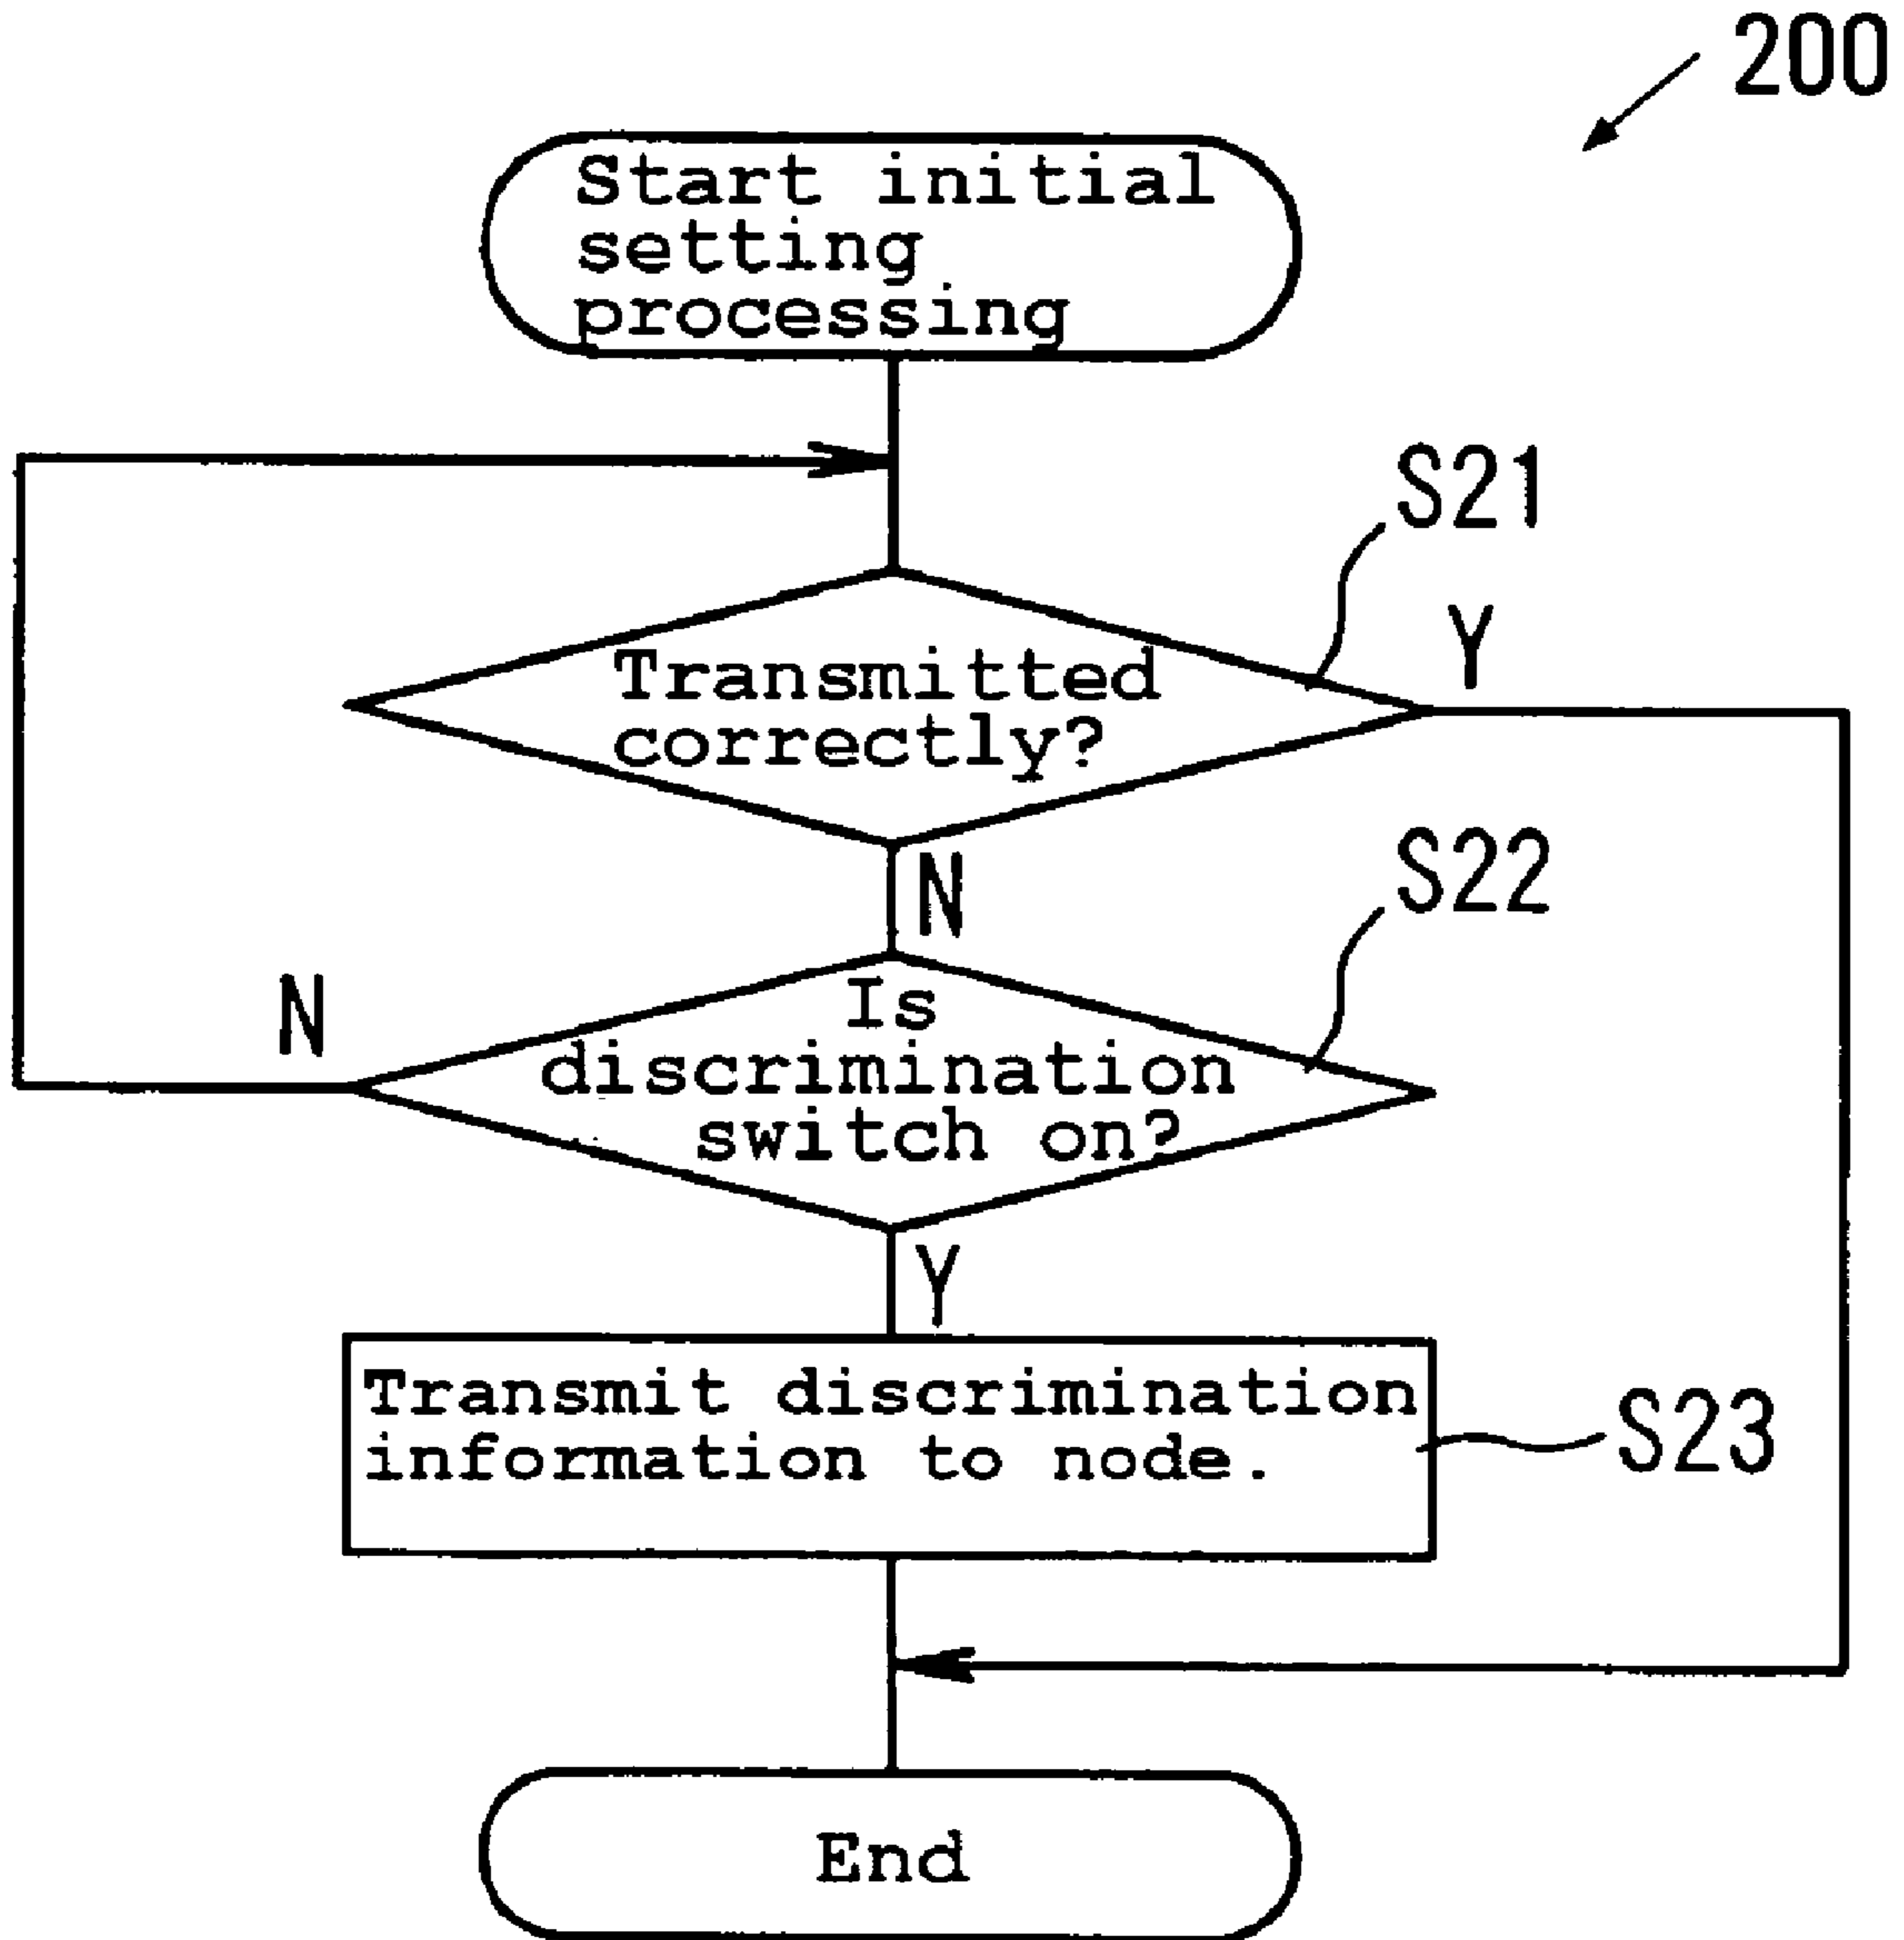 200
Start initial
setting
processing
S21
Y
Transmitted
correctly?
N
S22
N
Is
discrimination
switch on?
Y
Transmit discrimination
information to node.
S23
End